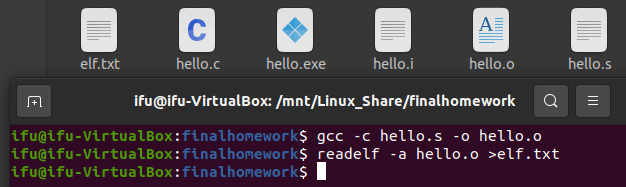 elf.txt hello.c hello.exe hello.i hello.o hello.s
ifu@ifu-VirtualBox: /mnt/Linux_Share/finalhomework
ifu@ifu-VirtualBox:finalhomework$ gcc -c hello.s -o hello.o
ifu@ifu-VirtualBox:finalhomework$ readelf -a hello.o >elf.txt
ifu@ifu-VirtualBox:finalhomework$